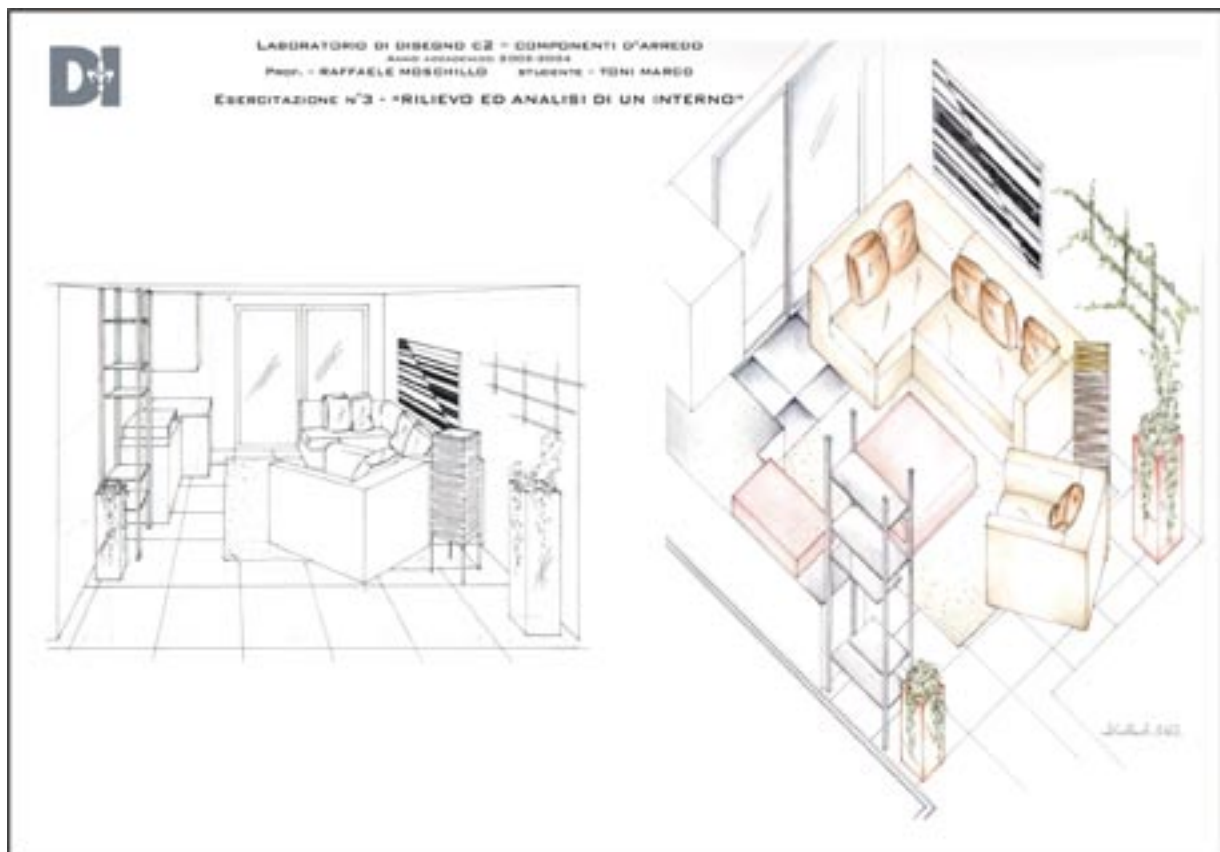 DI
LABORATORIO DI DISEGNO C2 - COMPONENTI D'ARREDO
ANNO ACCADEMICO 2003-2004
PROF. - RAFFAELE MOSCHILLO STUDENTE - TONI MARCO
ESERCITAZIONE N°3 - "RILIEVO ED ANALISI DI UN INTERNO"